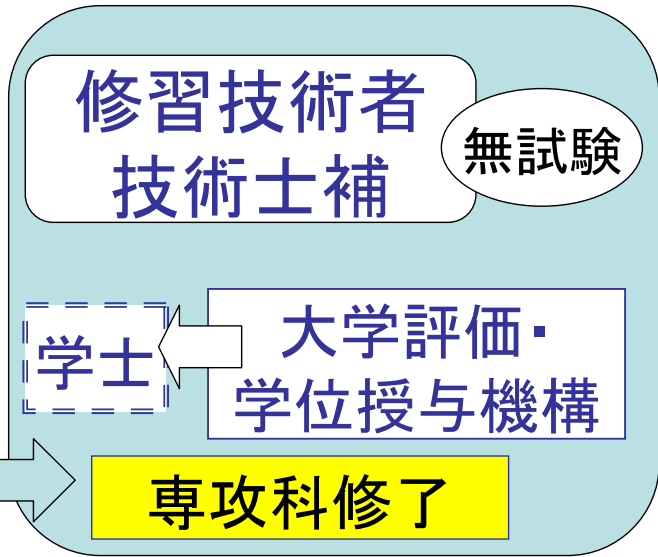 修習技術者
技術士補
無試験
学士
大学評価・
学位授与機構
専攻科修了